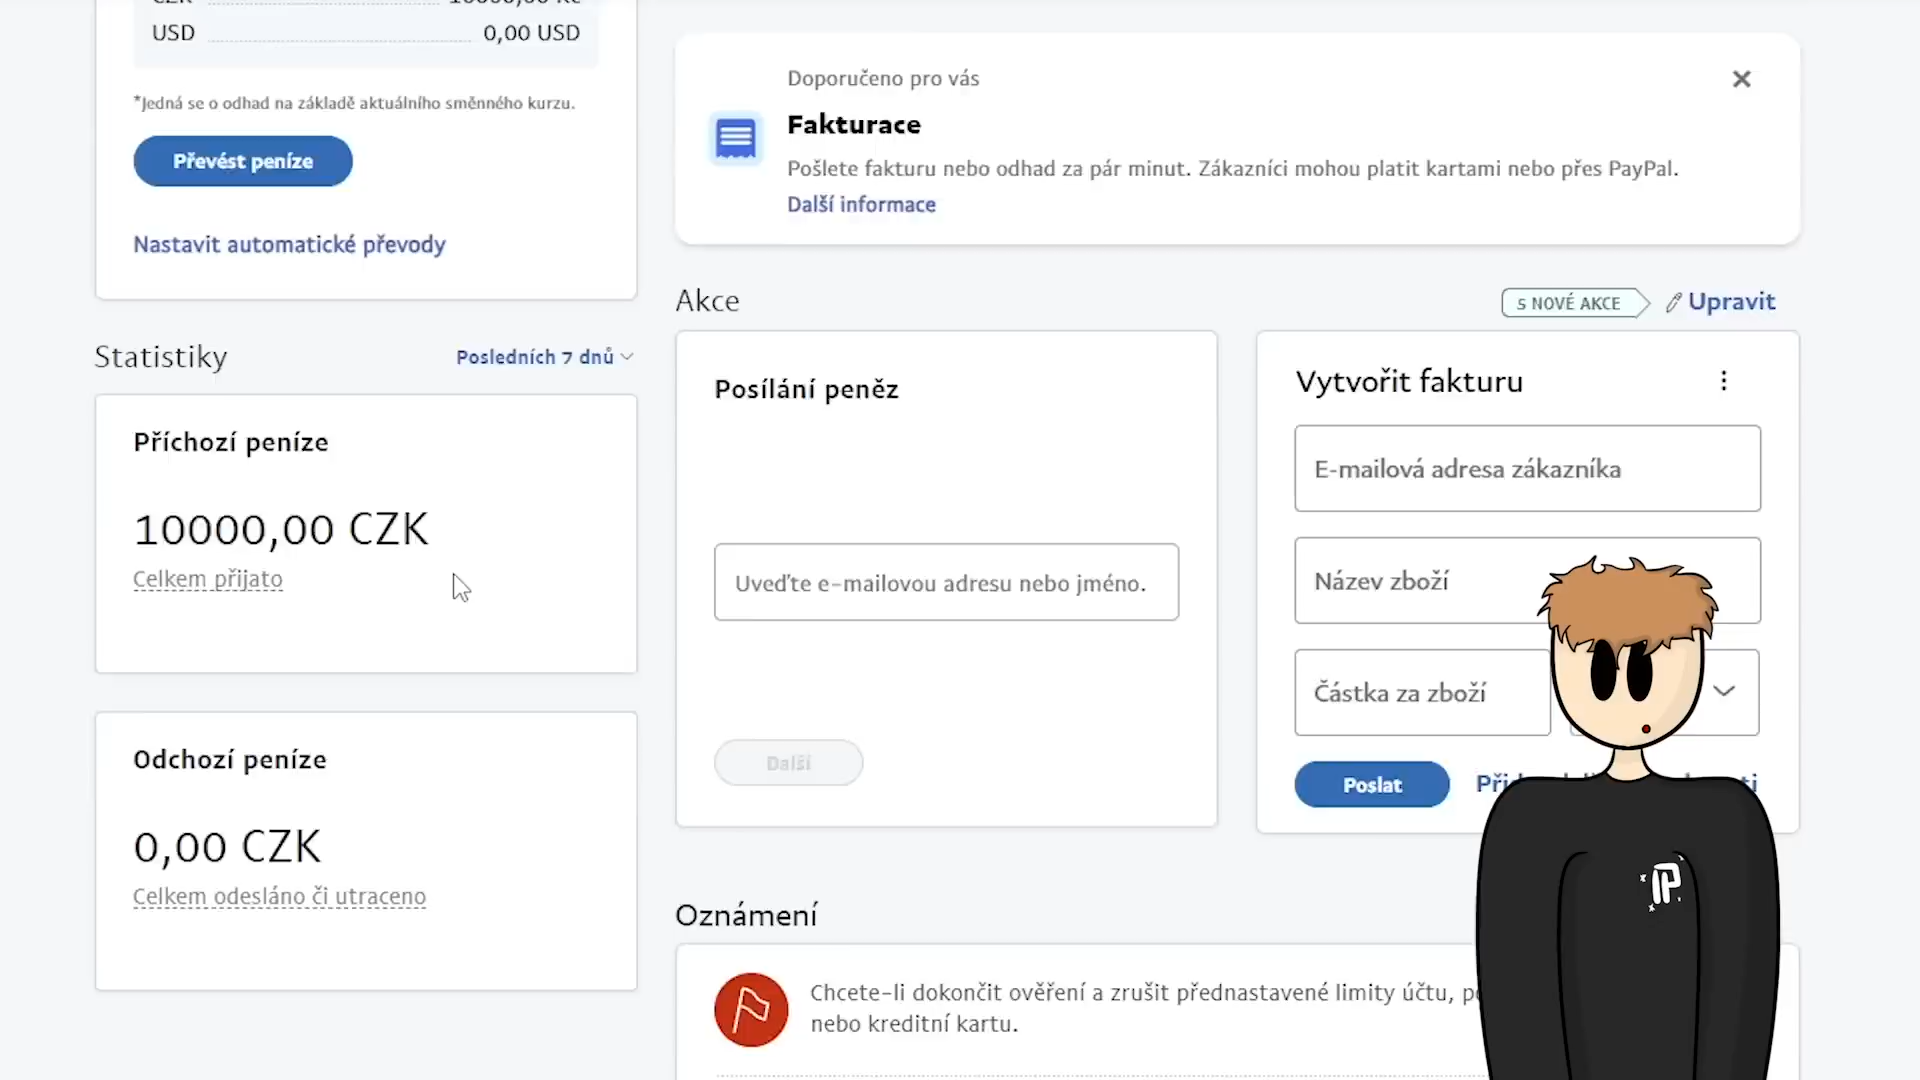 USD 0,00 USD
*Jedná se o odhad na základě aktuálního směnného kurzu.
Převést peníze
Nastavit automatické převody
Statistiky Posledních 7 dnů
Příchozí peníze
10000,00 CZK
Celkem přijato
Odchozí peníze
0,00 CZK
Celkem odesláno či utraceno
Doporučeno pro vás
Fakturace
Pošlete fakturu nebo odhad za pár minut. Zákazníci mohou platit kartami nebo přes PayPal.
Další informace
Akce 5 NOVÉ AKCE Upravit
Posílání peněz
Uveďte e-mailovou adresu nebo jméno.
Další
Vytvořit fakturu
E-mailová adresa zákazníka
Název zboží
Částka za zboží
Poslat
Oznámení
Chcete-li dokončit ověření a zrušit přednastavené limity účtu,
nebo kreditní kartu.
IP